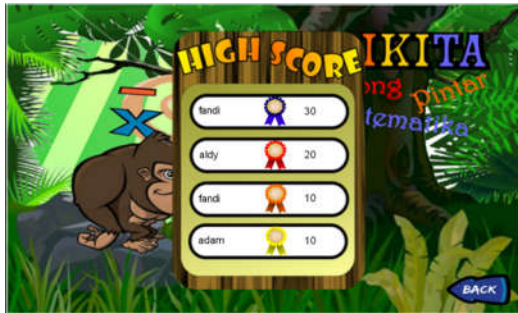 HIGH SCORE
IKITA
ong pintar
tematika
fandi 30
aldy 20
fandi 10
adam 10
BACK